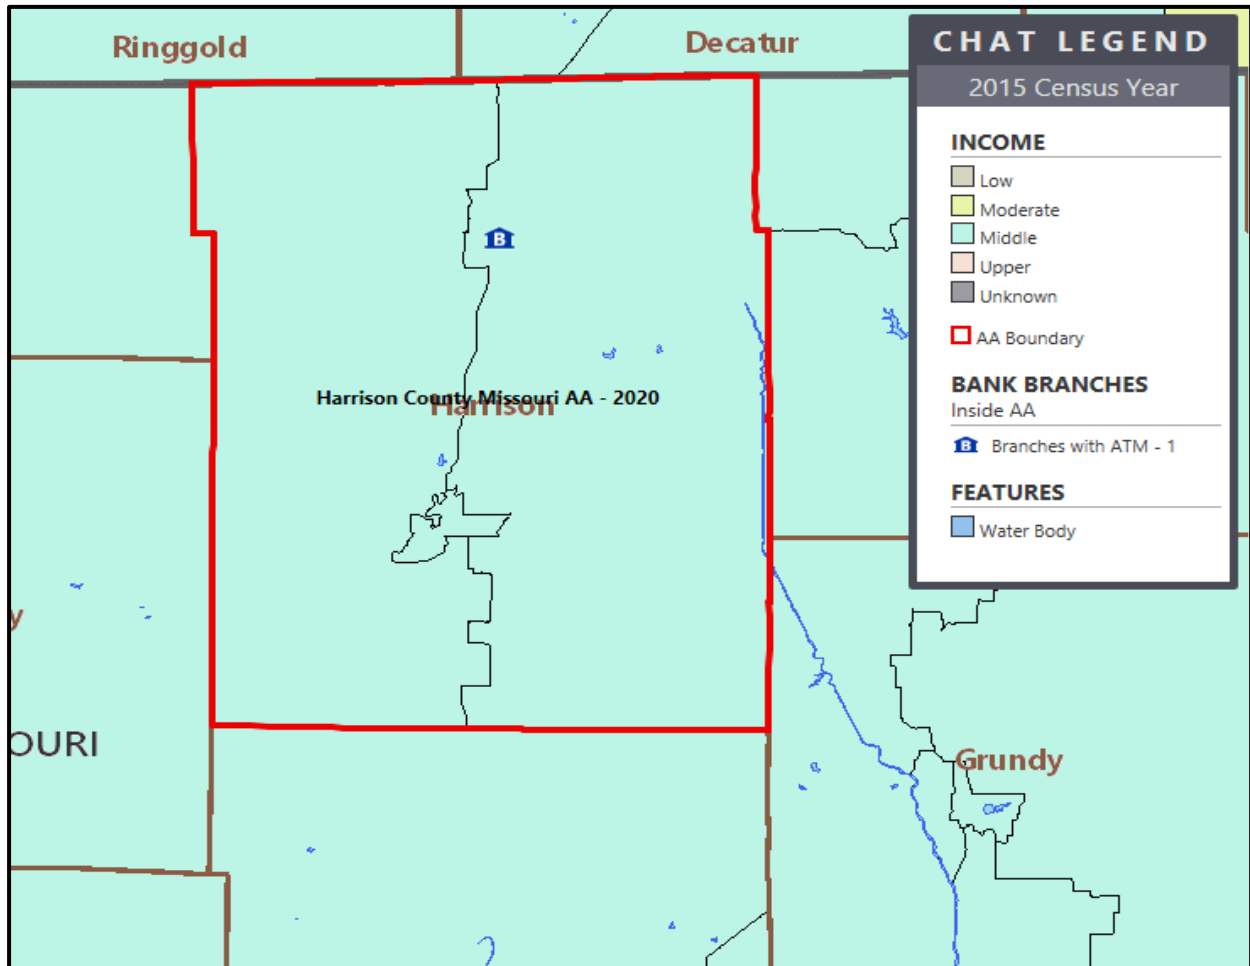 Ringgold
Decatur
Harrison County Missouri AA - 2020
Harrison
y
OURI
Grundy
CHAT LEGEND
2015 Census Year
INCOME
Low
Moderate
Middle
Upper
Unknown
AA Boundary
BANK BRANCHES
Inside AA
B
B Branches with ATM - 1
FEATURES
Water Body